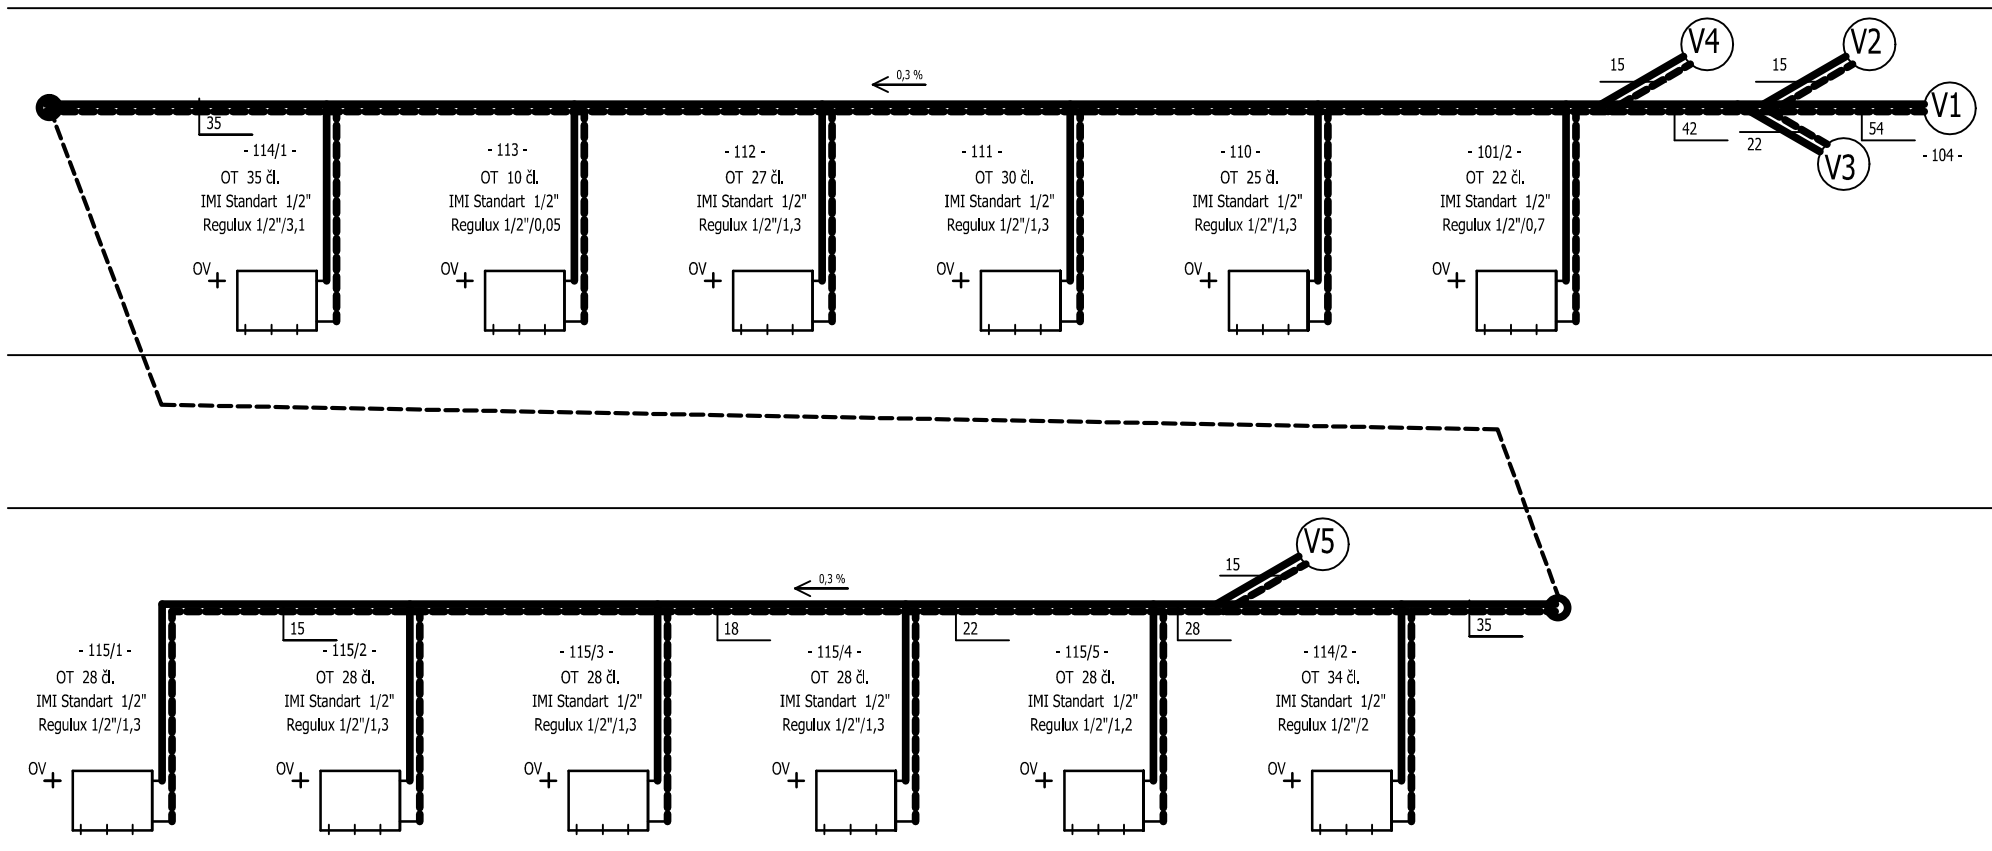 V4
V2
15
15
0,3 %
V1
35
42
22
54
V3
- 104 -
- 114/1 -
OT 35 čl.
IMI Standart 1/2"
Regulux 1/2"/3,1
OV
- 113 -
OT 10 čl.
IMI Standart 1/2"
Regulux 1/2"/0,05
OV
- 112 -
OT 27 čl.
IMI Standart 1/2"
Regulux 1/2"/1,3
OV
- 111 -
OT 30 čl.
IMI Standart 1/2"
Regulux 1/2"/1,3
OV
- 110 -
OT 25 čl.
IMI Standart 1/2"
Regulux 1/2"/1,3
OV
- 101/2 -
OT 22 čl.
IMI Standart 1/2"
Regulux 1/2"/0,7
OV
V5
15
0,3 %
15
18
22
28
35
- 115/1 -
OT 28 čl.
IMI Standart 1/2"
Regulux 1/2"/1,3
OV
- 115/2 -
OT 28 čl.
IMI Standart 1/2"
Regulux 1/2"/1,3
OV
- 115/3 -
OT 28 čl.
IMI Standart 1/2"
Regulux 1/2"/1,3
OV
- 115/4 -
OT 28 čl.
IMI Standart 1/2"
Regulux 1/2"/1,3
OV
- 115/5 -
OT 28 čl.
IMI Standart 1/2"
Regulux 1/2"/1,2
OV
- 114/2 -
OT 34 čl.
IMI Standart 1/2"
Regulux 1/2"/2
OV